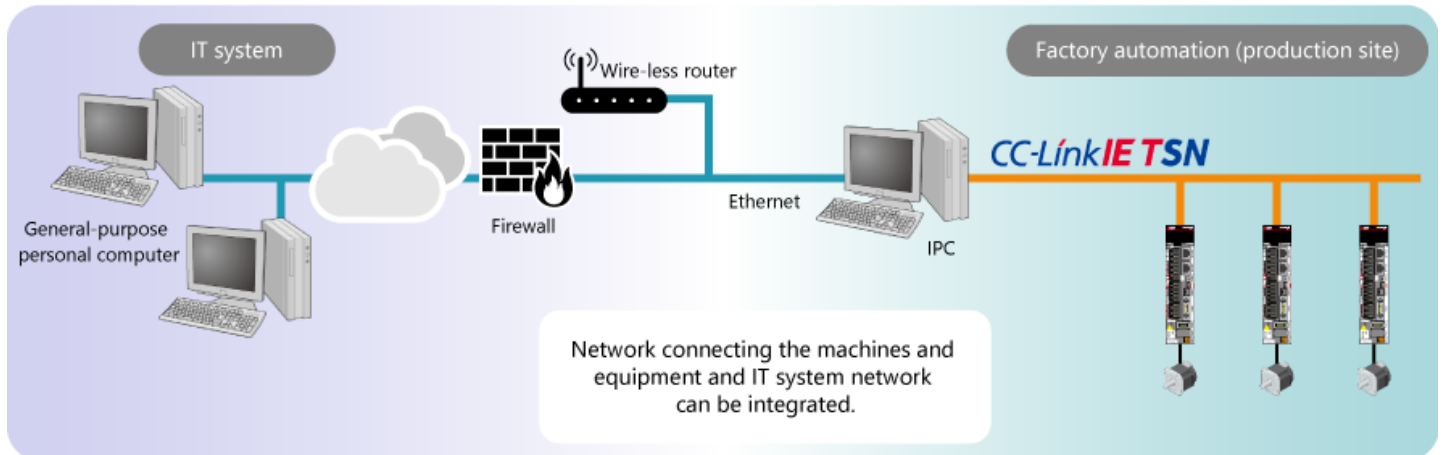 IT system
Factory automation (production site)
Wire-less router
CC-Línk IE TSN
General-purpose
personal computer
Firewall
Ethernet
IPC
Network connecting the machines and
equipment and IT system network
can be integrated.